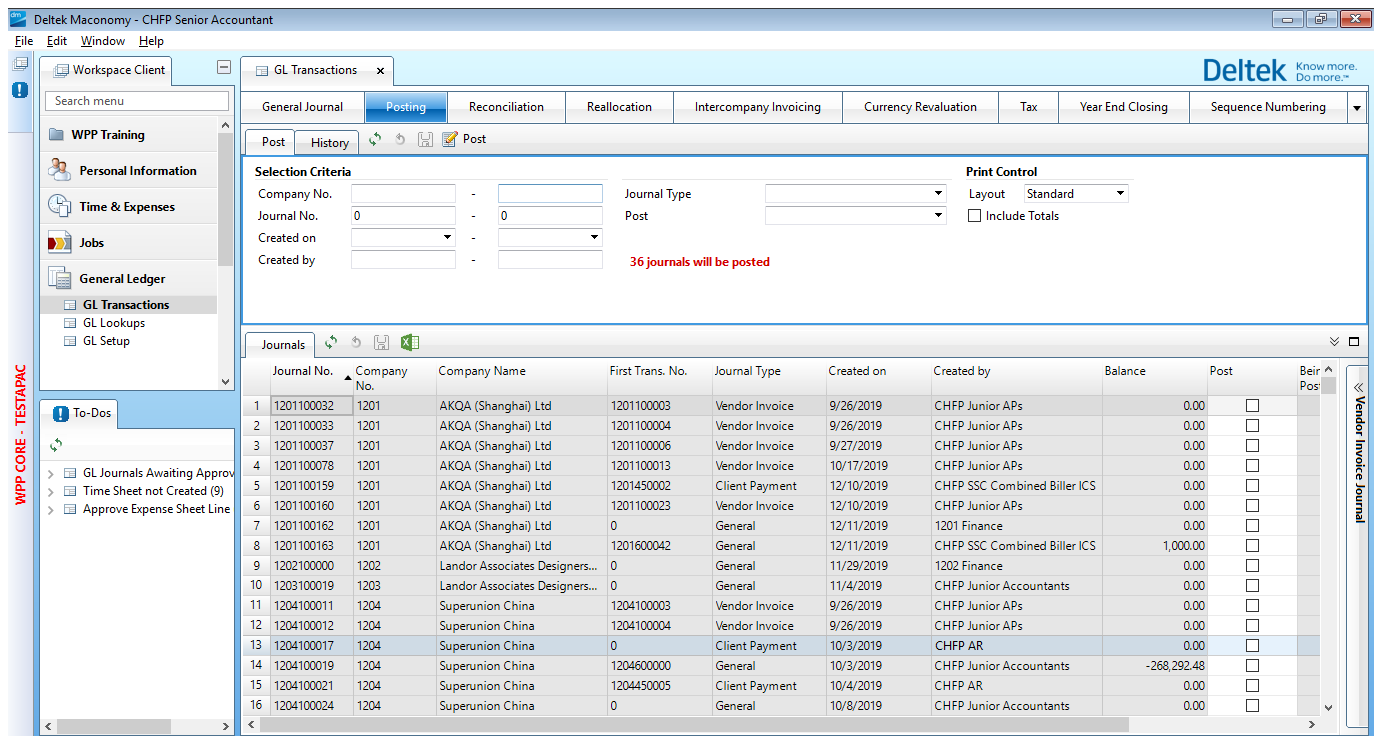 Deltek Maconomy - CHFP Senior Accountant
File Edit Window Help
Workspace Client
GL Transactions
Deltek Know more. Do more.™
Search menu
General Journal Posting Reconciliation Reallocation Intercompany Invoicing Currency Revaluation Tax Year End Closing Sequence Numbering
WPP Training
Personal Information
Time & Expenses
Jobs
General Ledger
GL Transactions
GL Lookups
GL Setup
To-Dos
GL Journals Awaiting Approv
Time Sheet not Created (9)
Approve Expense Sheet Line
WPP CORE - TESTAPAC
Post History Post
Selection Criteria Print Control
Company No. - Journal Type Layout Standard
Journal No. 0 - 0 Post Include Totals
Created on -
Created by - 36 journals will be posted
Journals
Journal No. Company No. Company Name First Trans. No. Journal Type Created on Created by Balance Post Bein Post
1 1201100032 1201 AKQA (Shanghai) Ltd 1201100003 Vendor Invoice 9/26/2019 CHFP Junior APs 0.00
2 1201100033 1201 AKQA (Shanghai) Ltd 1201100004 Vendor Invoice 9/26/2019 CHFP Junior APs 0.00
3 1201100037 1201 AKQA (Shanghai) Ltd 1201100006 Vendor Invoice 9/27/2019 CHFP Junior APs 0.00
4 1201100078 1201 AKQA (Shanghai) Ltd 1201100013 Vendor Invoice 10/17/2019 CHFP Junior APs 0.00
5 1201100159 1201 AKQA (Shanghai) Ltd 1201450002 Client Payment 12/10/2019 CHFP SSC Combined Biller ICS 0.00
6 1201100160 1201 AKQA (Shanghai) Ltd 1201100023 Vendor Invoice 12/10/2019 CHFP Junior APs 0.00
7 1201100162 1201 AKQA (Shanghai) Ltd 0 General 12/11/2019 1201 Finance 0.00
8 1201100163 1201 AKQA (Shanghai) Ltd 1201600042 General 12/11/2019 CHFP SSC Combined Biller ICS 1,000.00
9 1202100000 1202 Landor Associates Designers... 0 General 11/29/2019 1202 Finance 0.00
10 1203100019 1203 Landor Associates Designers... 0 General 11/4/2019 CHFP Junior Accountants 0.00
11 1204100011 1204 Superunion China 1204100003 Vendor Invoice 9/26/2019 CHFP Junior APs 0.00
12 1204100012 1204 Superunion China 1204100004 Vendor Invoice 9/26/2019 CHFP Junior APs 0.00
13 1204100017 1204 Superunion China 0 Client Payment 10/3/2019 CHFP AR 0.00
14 1204100019 1204 Superunion China 1204600000 General 10/3/2019 CHFP Junior Accountants -268,292.48
15 1204100021 1204 Superunion China 1204450005 Client Payment 10/4/2019 CHFP AR 0.00
16 1204100024 1204 Superunion China 0 General 10/8/2019 CHFP Junior Accountants 0.00
Vendor Invoice Journal